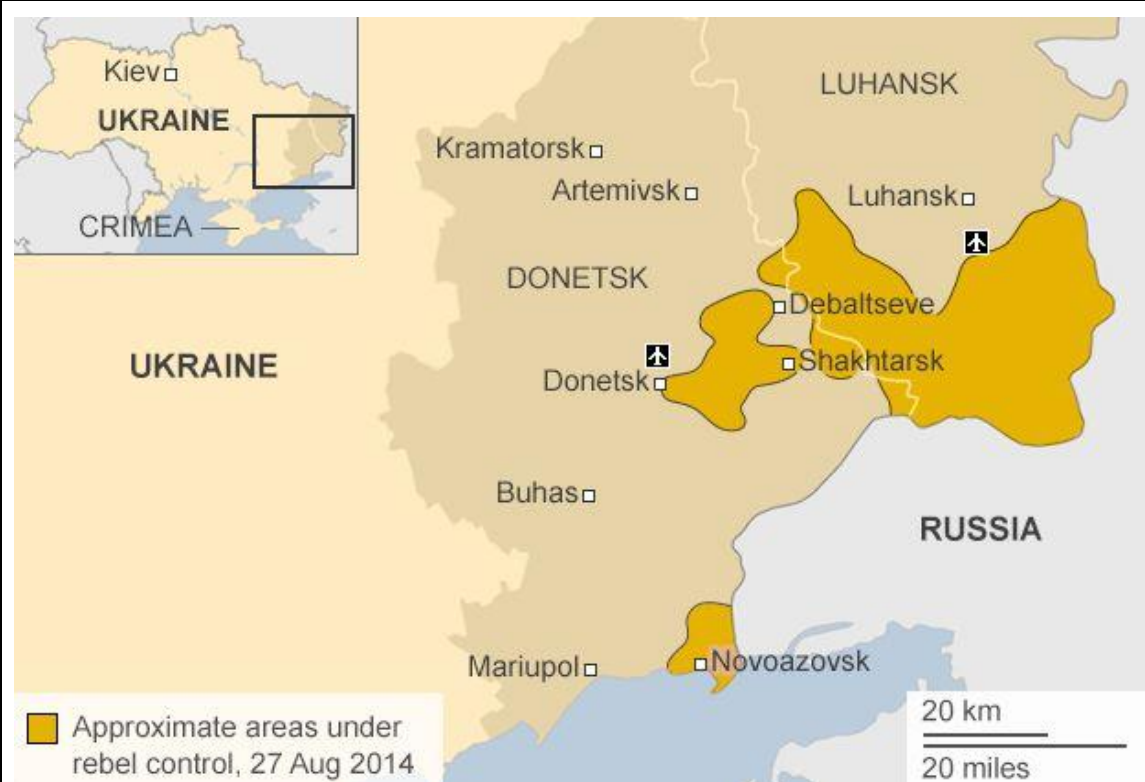 Kiev
UKRAINE
CRIMEA
LUHANSK
Kramatorsk
Artemivsk
Luhansk
DONETSK
Debaltseve
UKRAINE
Shakhtarsk
Donetsk
Buhas
RUSSIA
Mariupol
Novoazovsk
Approximate areas under
rebel control, 27 Aug 2014
20 km
20 miles